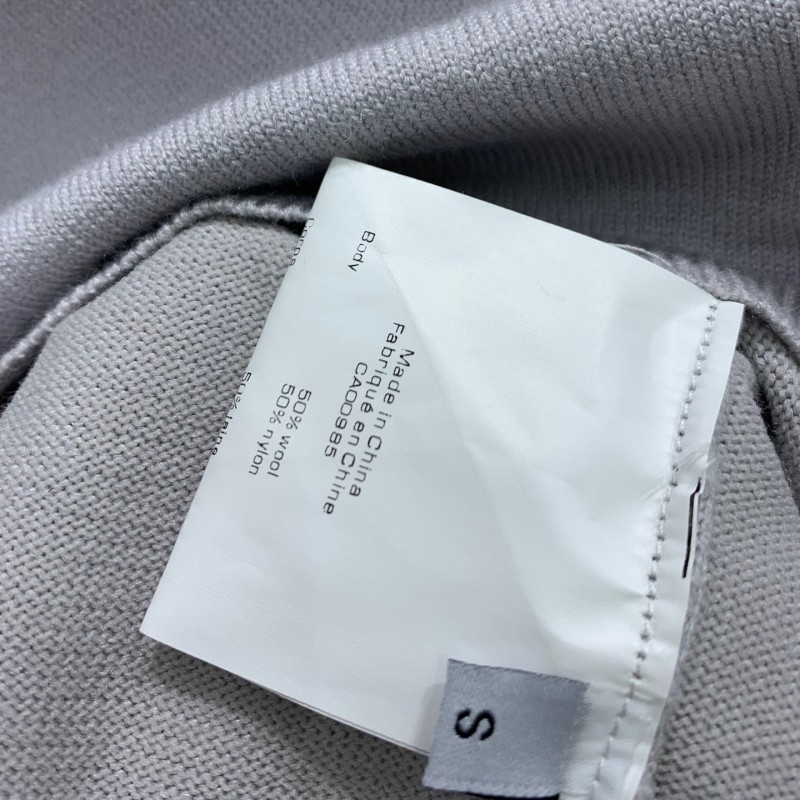 Made in China
Fabriqué en Chine
CA00985
Body
50% wool
50% nylon
S